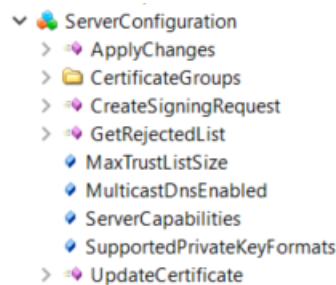 ServerConfiguration
ApplyChanges
CertificateGroups
CreateSigningRequest
GetRejectedList
MaxTrustListSize
MulticastDnsEnabled
ServerCapabilities
SupportedPrivateKeyFormats
UpdateCertificate